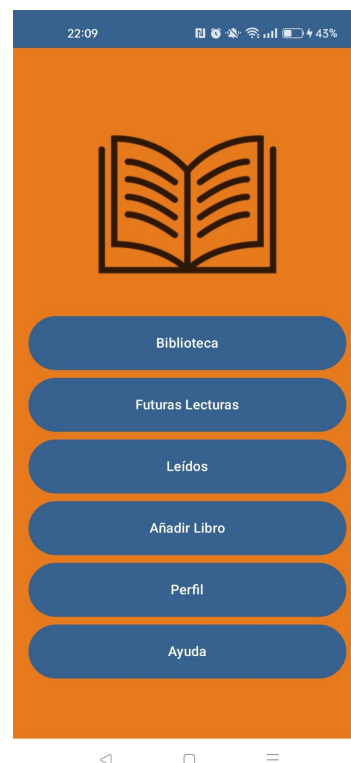 22:09 43%
Biblioteca
Futuras Lecturas
Leídos
Añadir Libro
Perfil
Ayuda